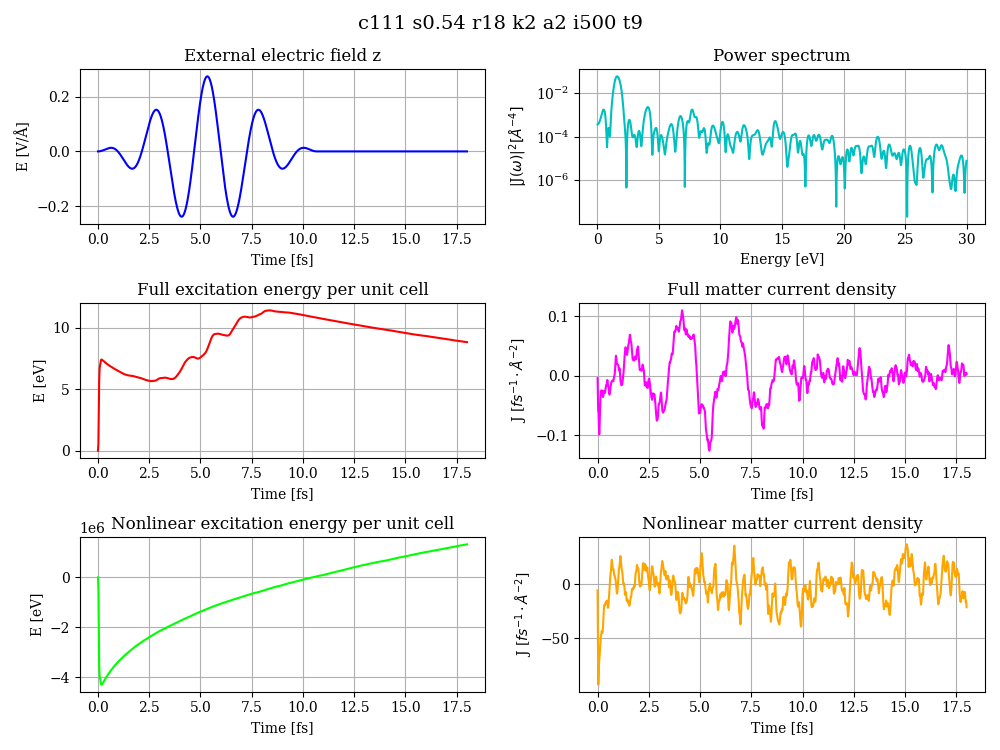 c111 s0.54 r18 k2 a2 i500 t9
External electric field z
E [V/Å]
0.2
0.0
−0.2
0.0 2.5 5.0 7.5 10.0 12.5 15.0 17.5
Time [fs]
Power spectrum
|J(ω)|² [Å⁻⁴]
10⁻²
10⁻⁴
10⁻⁶
0 5 10 15 20 25 30
Energy [eV]
Full excitation energy per unit cell
E [eV]
10
5
0
0.0 2.5 5.0 7.5 10.0 12.5 15.0 17.5
Time [fs]
Full matter current density
J [fs⁻¹ · Å⁻²]
0.1
0.0
−0.1
0.0 2.5 5.0 7.5 10.0 12.5 15.0 17.5
Time [fs]
1e6 Nonlinear excitation energy per unit cell
E [eV]
0
−2
−4
0.0 2.5 5.0 7.5 10.0 12.5 15.0 17.5
Time [fs]
Nonlinear matter current density
J [fs⁻¹ · Å⁻²]
0
−50
0.0 2.5 5.0 7.5 10.0 12.5 15.0 17.5
Time [fs]